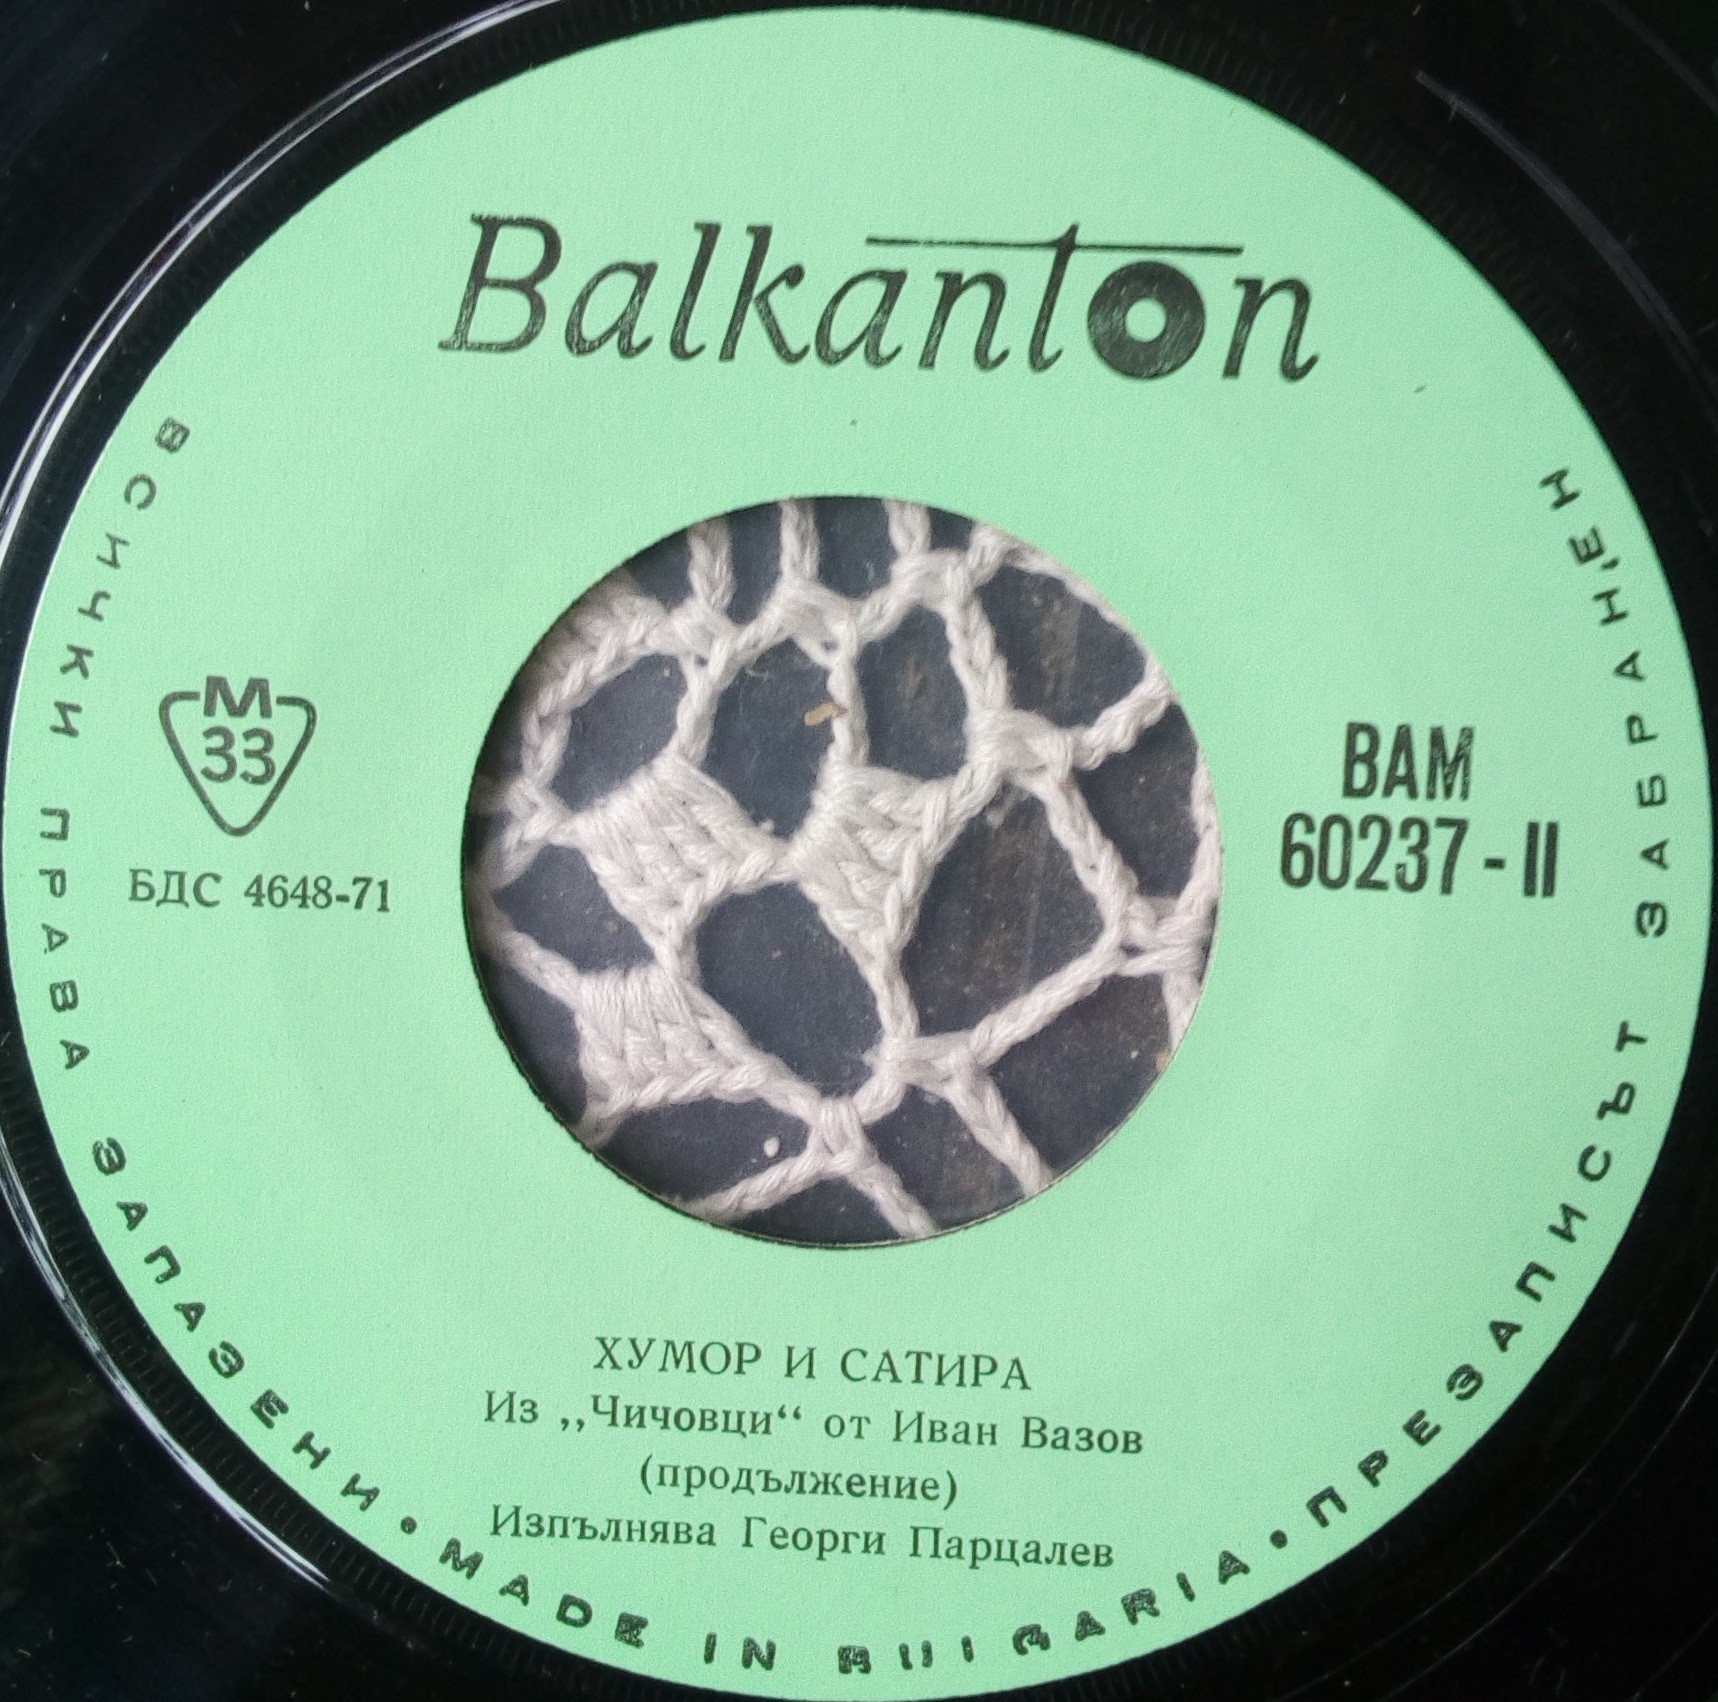 Balkanton
M
33
БДС 4648-71
ВАМ
60237 - II
ХУМОР И САТИРА
Из „Чичовци“ от Иван Вазов
(продължение)
Изпълнява Георги Парцалев
ВСИЧКИ ПРАВА ЗАПАЗЕНИ • MADE IN BULGARIA • ПРЕЗАПИСЪТ ЗАБРАНЕН